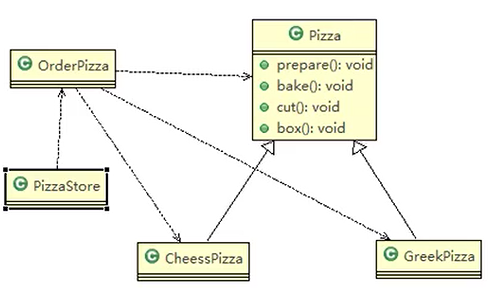 Pizza
OrderPizza
prepare(): void
bake(): void
cut(): void
box(): void
PizzaStore
CheessPizza
GreekPizza